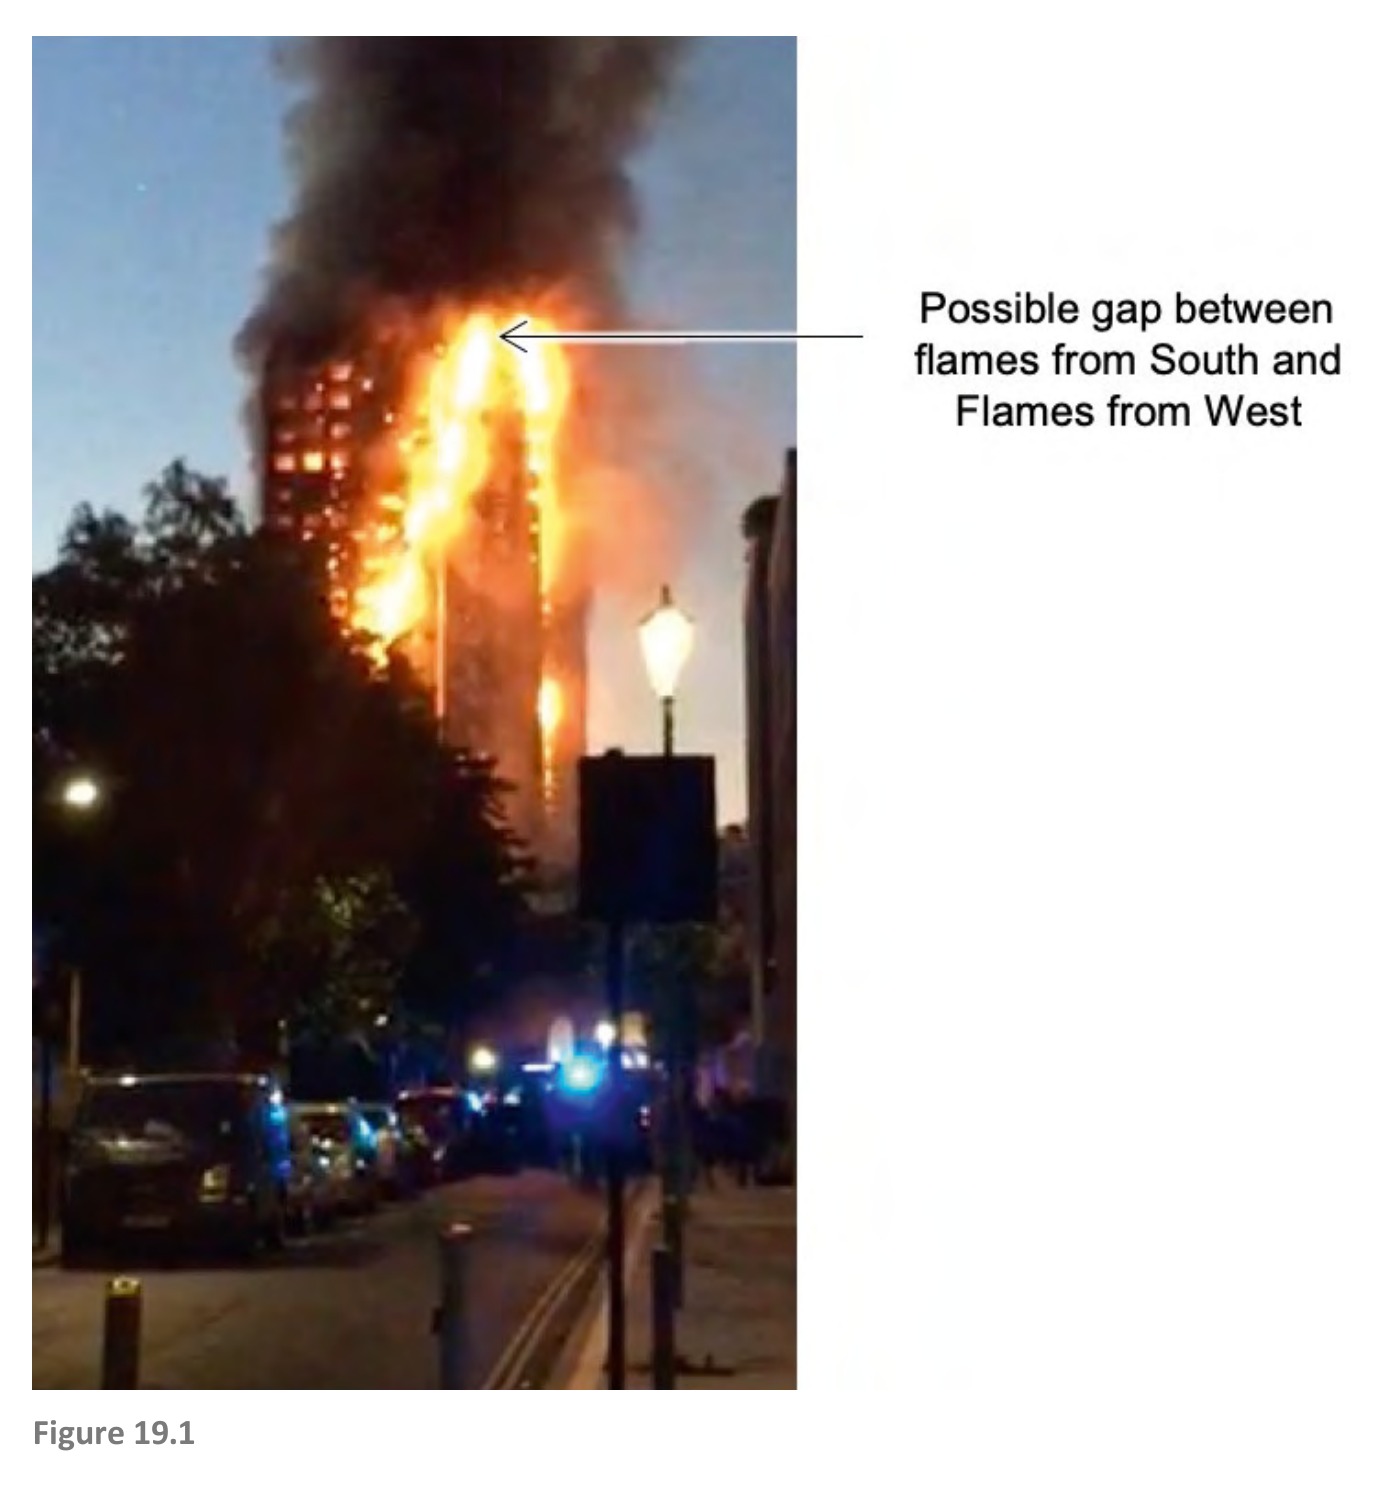 Possible gap between
flames from South and
Flames from West
Figure 19.1